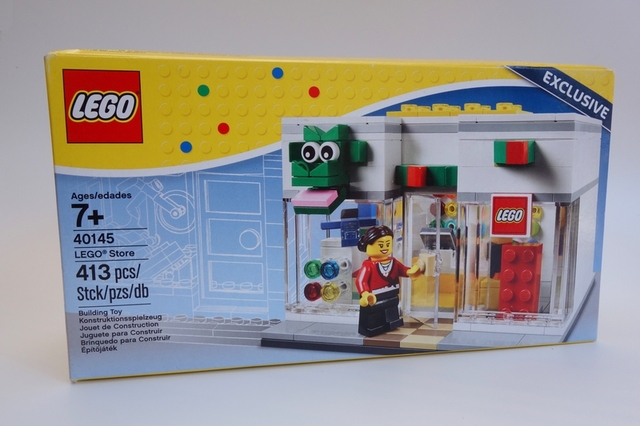 LEGO
EXCLUSIVE
Ages/edades
7+
40145
LEGO® Store
413 pcs/
Stck/pzs/db
Building Toy
Konstruktionsspielzeug
Jouet de Construction
Juguete para Construir
Brinquedo para Construir
Építőjáték
LEGO